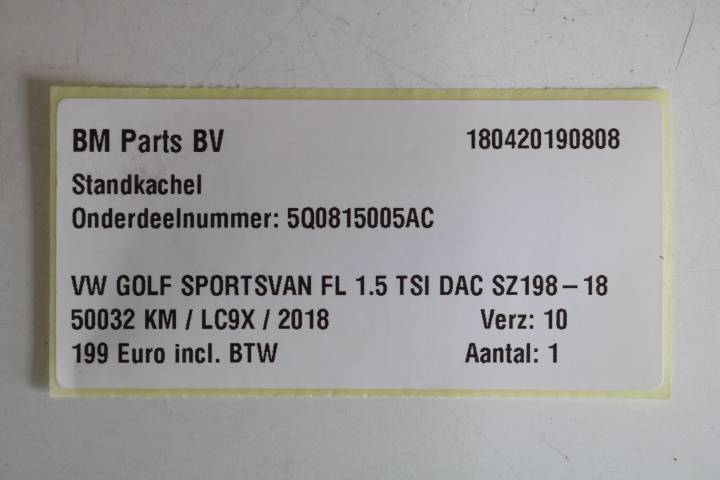 BM Parts BV 180420190808
Standkachel
Onderdeelnummer: 5Q0815005AC
VW GOLF SPORTSVAN FL 1.5 TSI DAC SZ198-18
50032 KM / LC9X / 2018 Verz: 10
199 Euro incl. BTW Aantal: 1